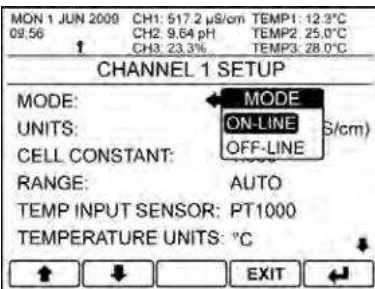 MON 1 JUN 2009 CH1: 517.2 µS/cm TEMP1: 12.3°C
09:56 CH2: 9.64 pH TEMP2: 25.0°C
CH3: 23.3% TEMP3: 28.0°C
CHANNEL 1 SETUP
MODE: MODE
UNITS: ON-LINE S/cm)
CELL CONSTANT: OFF-LINE
RANGE: AUTO
TEMP INPUT SENSOR: PT1000
TEMPERATURE UNITS: °C
EXIT